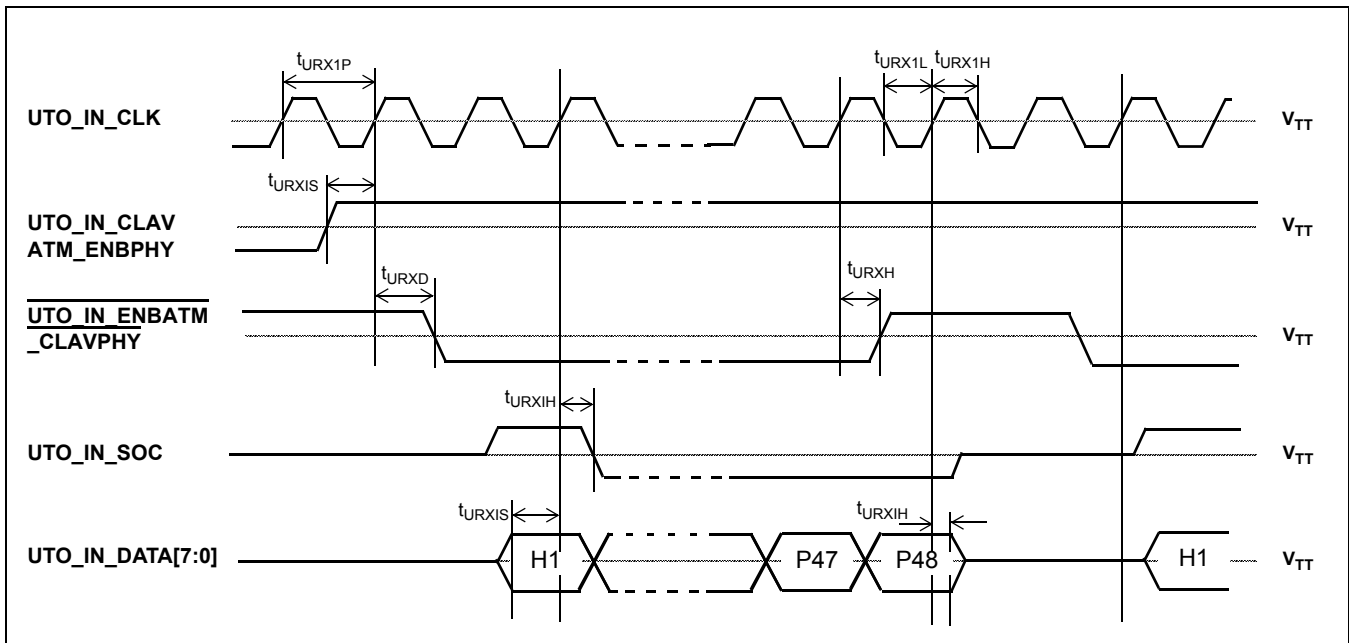 tURX1P
tURX1L tURX1H
UTO_IN_CLK
VTT
tURXIS
UTO_IN_CLAV
ATM_ENBPHY
VTT
tURXD
tURXH
UTO_IN_ENBATM
_CLAVPHY
VTT
tURXIH
UTO_IN_SOC
VTT
tURXIS
tURXIH
UTO_IN_DATA[7:0]
H1
P47
P48
H1
VTT